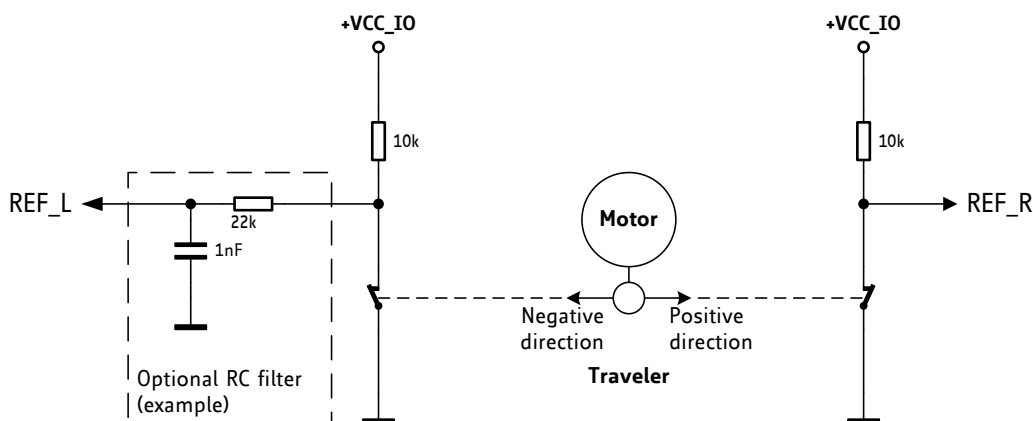 +VCC_IO
+VCC_IO
10k
10k
REF_L
22k
1nF
Motor
REF_R
Negative
direction
Positive
direction
Traveler
Optional RC filter
(example)